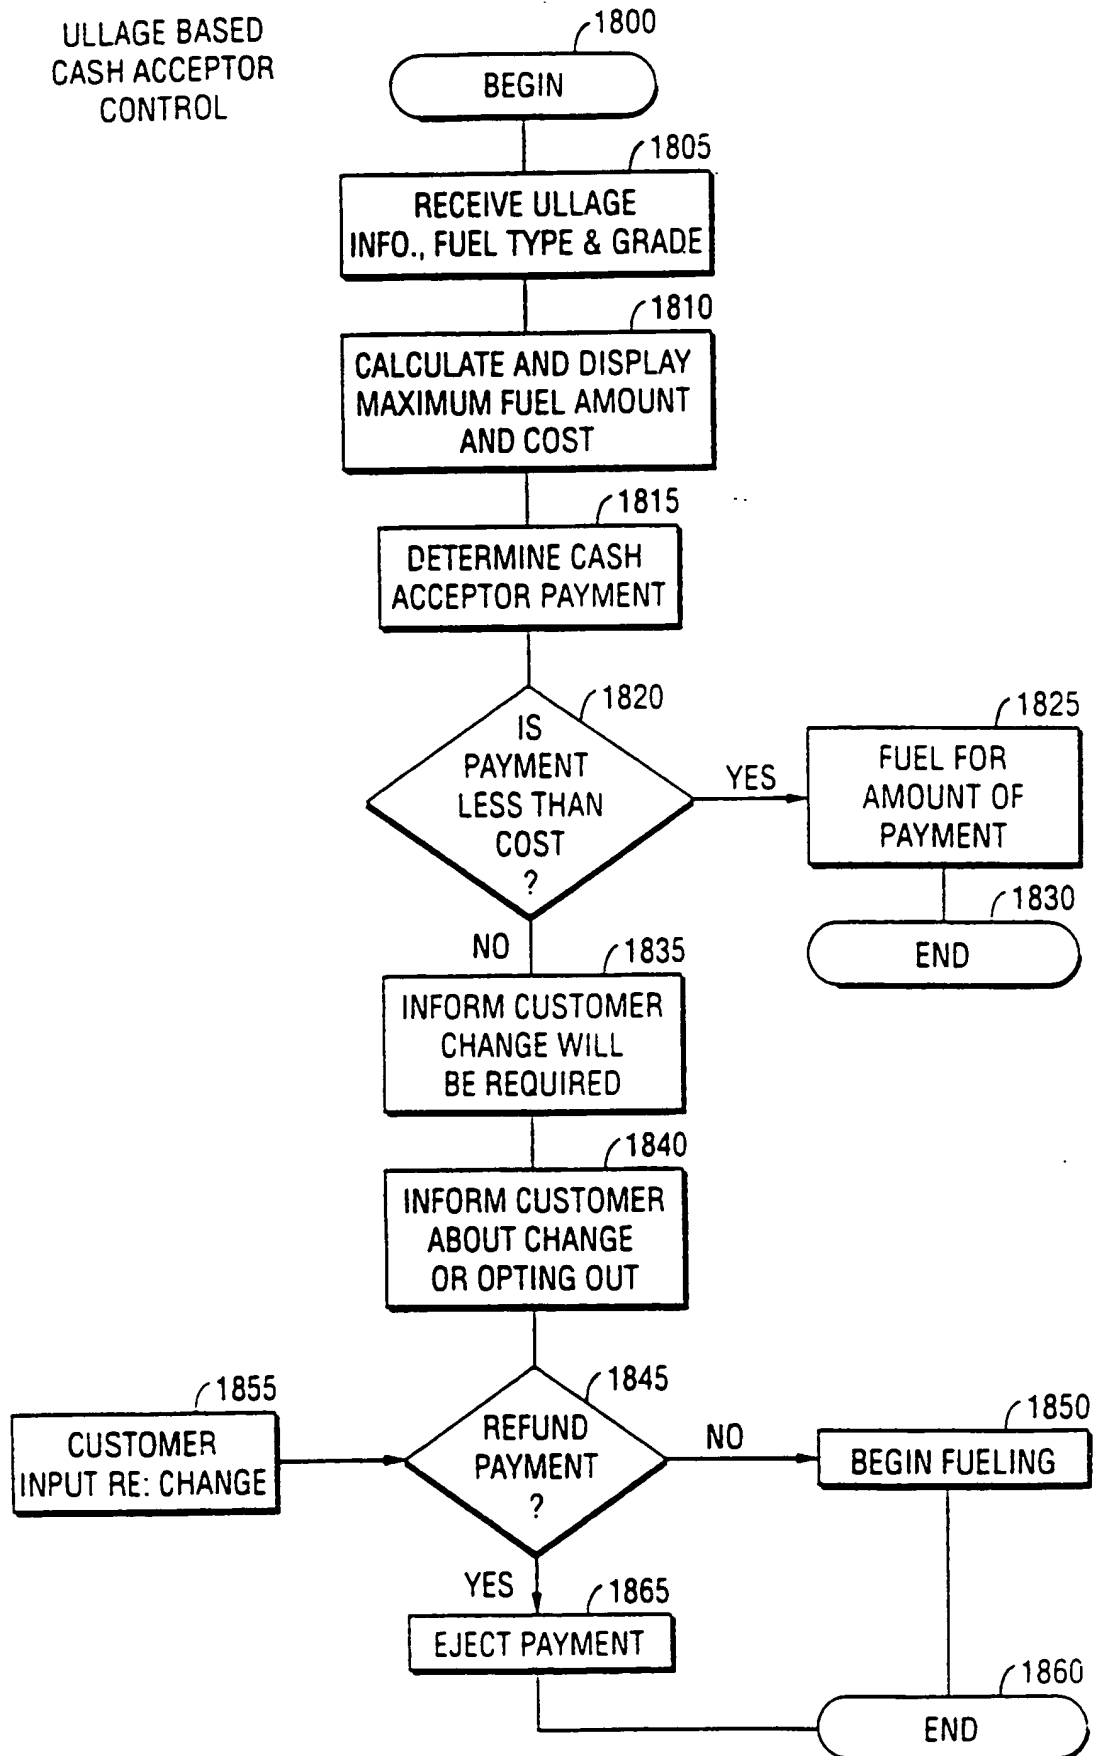 ULLAGE BASED
CASH ACCEPTOR
CONTROL
1800
BEGIN
1805
RECEIVE ULLAGE
INFO., FUEL TYPE & GRADE
1810
CALCULATE AND DISPLAY
MAXIMUM FUEL AMOUNT
AND COST
1815
DETERMINE CASH
ACCEPTOR PAYMENT
1820
IS
PAYMENT
LESS THAN
COST
?
YES
1825
FUEL FOR
AMOUNT OF
PAYMENT
1830
END
NO
1835
INFORM CUSTOMER
CHANGE WILL
BE REQUIRED
1840
INFORM CUSTOMER
ABOUT CHANGE
OR OPTING OUT
1855
CUSTOMER
INPUT RE: CHANGE
1845
REFUND
PAYMENT
?
NO
1850
BEGIN FUELING
YES
1865
EJECT PAYMENT
1860
END